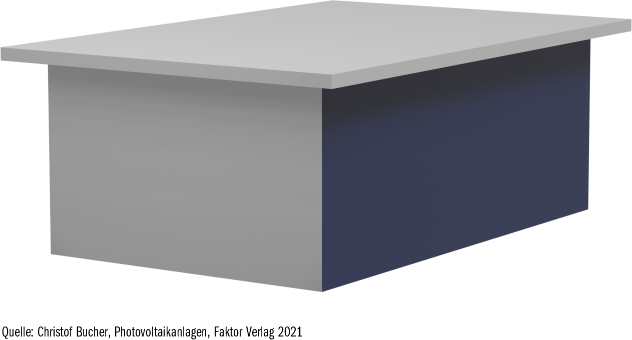 Quelle: Christof Bucher, Photovoltaikanlagen, Faktor Verlag 2021